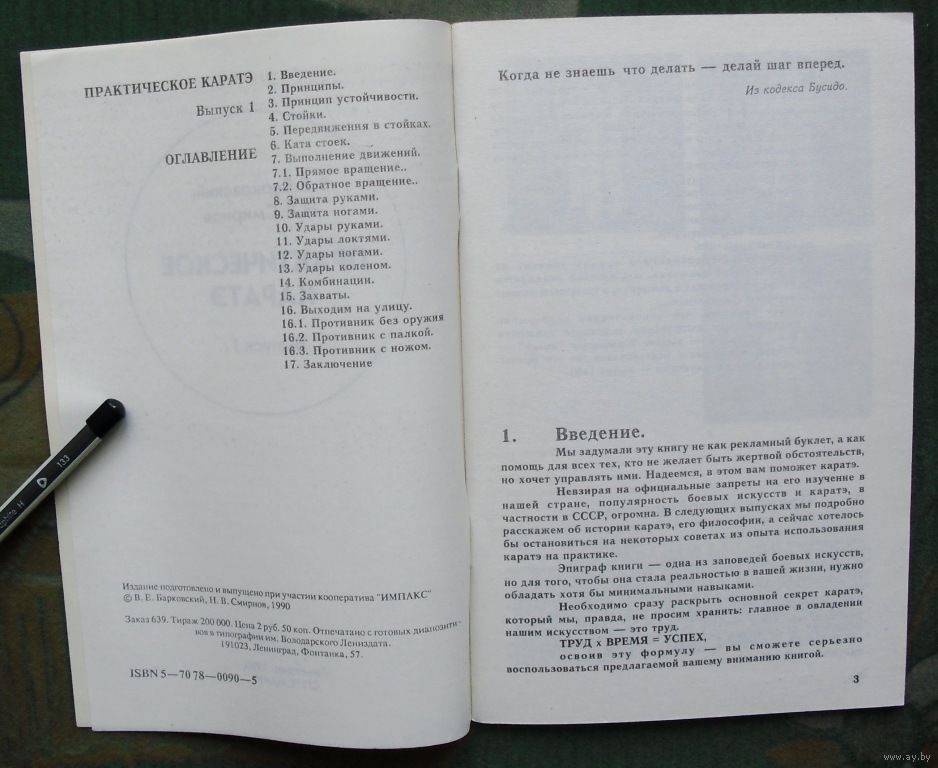 ПРАКТИЧЕСКОЕ КАРАТЭ
Выпуск 1
ОГЛАВЛЕНИЕ
1. Введение.
2. Принципы.
3. Принцип устойчивости.
4. Стойки.
5. Передвижения в стойках.
6. Ката стоек.
7. Выполнение движений.
7.1. Прямое вращение..
7.2. Обратное вращение..
8. Защита руками.
9. Защита ногами.
10. Удары руками.
11. Удары локтями.
12. Удары ногами.
13. Удары коленом.
14. Комбинации.
15. Захваты.
16. Выходим на улицу.
16.1. Противник без оружия
16.2. Противник с палкой.
16.3. Противник с ножом.
17. Заключение
133
Издание подготовлено и выпущено при участии кооператива "ИМПАКС"
© В. Е. Барковский, Н. В. Смирнов, 1990
Заказ 639. Тираж 200 000. Цена 2 руб. 50 коп. Отпечатано с готовых диапозити-
вов в типографии им. Володарского Лениздата.
191023, Ленинград, Фонтанка, 57.
ISBN 5—7078—0090—5
Когда не знаешь что делать — делай шаг вперед.
Из кодекса Бусидо.
1. Введение.
Мы задумали эту книгу не как рекламный буклет, а как
помощь для всех тех, кто не желает быть жертвой обстоятельств,
но хочет управлять ими. Надеемся, в этом вам поможет каратэ.
Невзирая на официальные запреты на его изучение в
нашей стране, популярность боевых искусств и каратэ, в
частности в СССР, огромна. В следующих выпусках мы подробно
расскажем об истории каратэ, его философии, а сейчас хотелось
бы остановиться на некоторых советах из опыта использования
каратэ на практике.
Эпиграф книги — одна из заповедей боевых искусств,
но для того, чтобы она стала реальностью в вашей жизни, нужно
обладать хотя бы минимальными навыками.
Необходимо сразу раскрыть основной секрет каратэ,
который мы, правда, не просим хранить: главное в овладении
нашим искусством — это труд.
ТРУД х ВРЕМЯ = УСПЕХ,
освоив эту формулу — вы сможете серьезно
воспользоваться предлагаемой вашему вниманию книгой.
3
www.ay.by